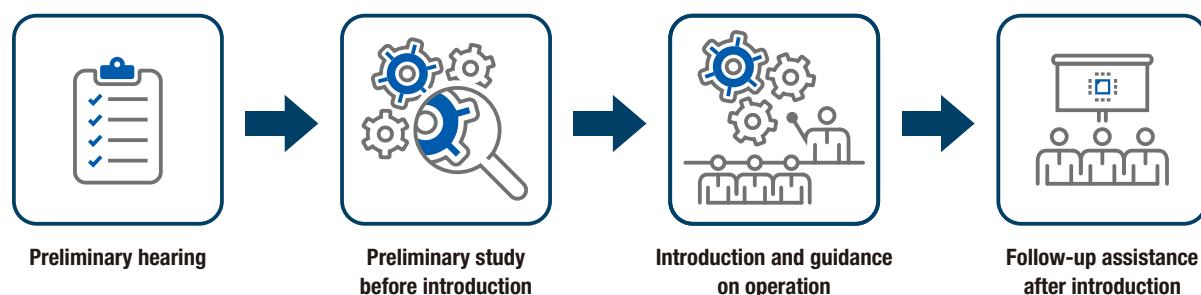 Preliminary hearing
Preliminary study
before introduction
Introduction and guidance
on operation
Follow-up assistance
after introduction